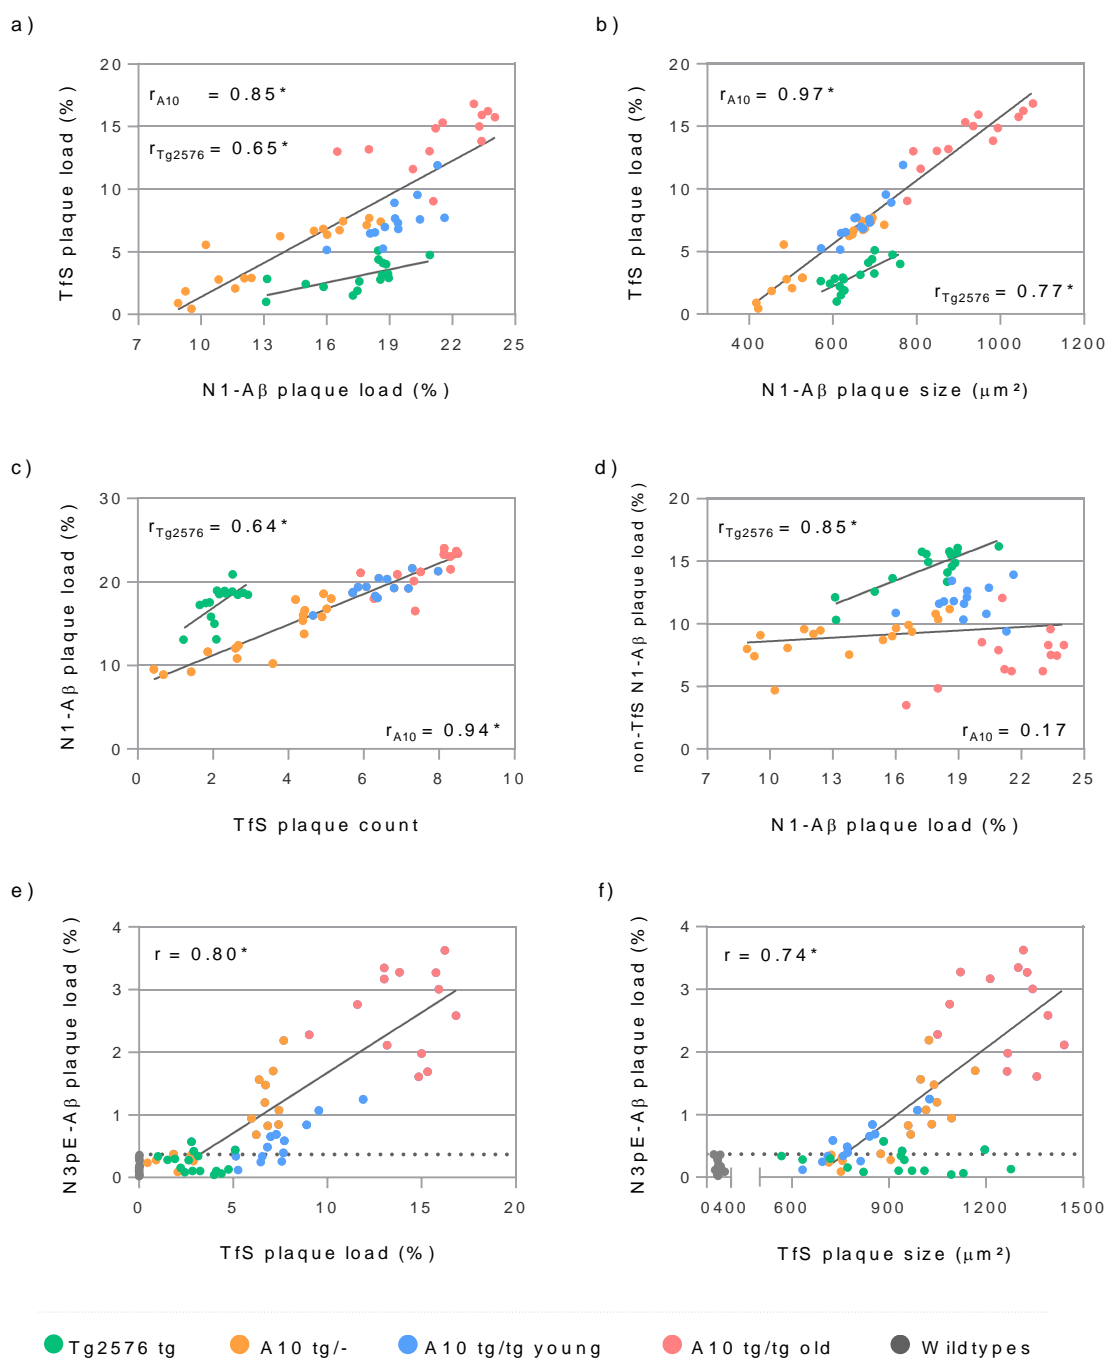 a)
TfS plaque load (%)
20
15
10
5
0
rA10 = 0.85*
rTg2576 = 0.65*
7 10 13 16 19 22 25
N1-Aβ plaque load (%)
b)
TfS plaque load (%)
20
15
10
5
0
rA10 = 0.97*
rTg2576 = 0.77*
400 600 800 1000 1200
N1-Aβ plaque size (μm²)
c)
N1-Aβ plaque load (%)
30
20
10
0
rTg2576 = 0.64*
rA10 = 0.94*
0 2 4 6 8 10
TfS plaque count
d)
non-TfS N1-Aβ plaque load (%)
20
15
10
5
0
rTg2576 = 0.85*
rA10 = 0.17
7 10 13 16 19 22 25
N1-Aβ plaque load (%)
e)
N3pE-Aβ plaque load (%)
4
3
2
1
0
r = 0.80*
0 5 10 15 20
TfS plaque load (%)
f)
N3pE-Aβ plaque load (%)
4
3
2
1
0
r = 0.74*
0 400 600 900 1200 1500
TfS plaque size (μm²)
Tg2576 tg A10 tg/- A10 tg/tg young A10 tg/tg old Wildtypes